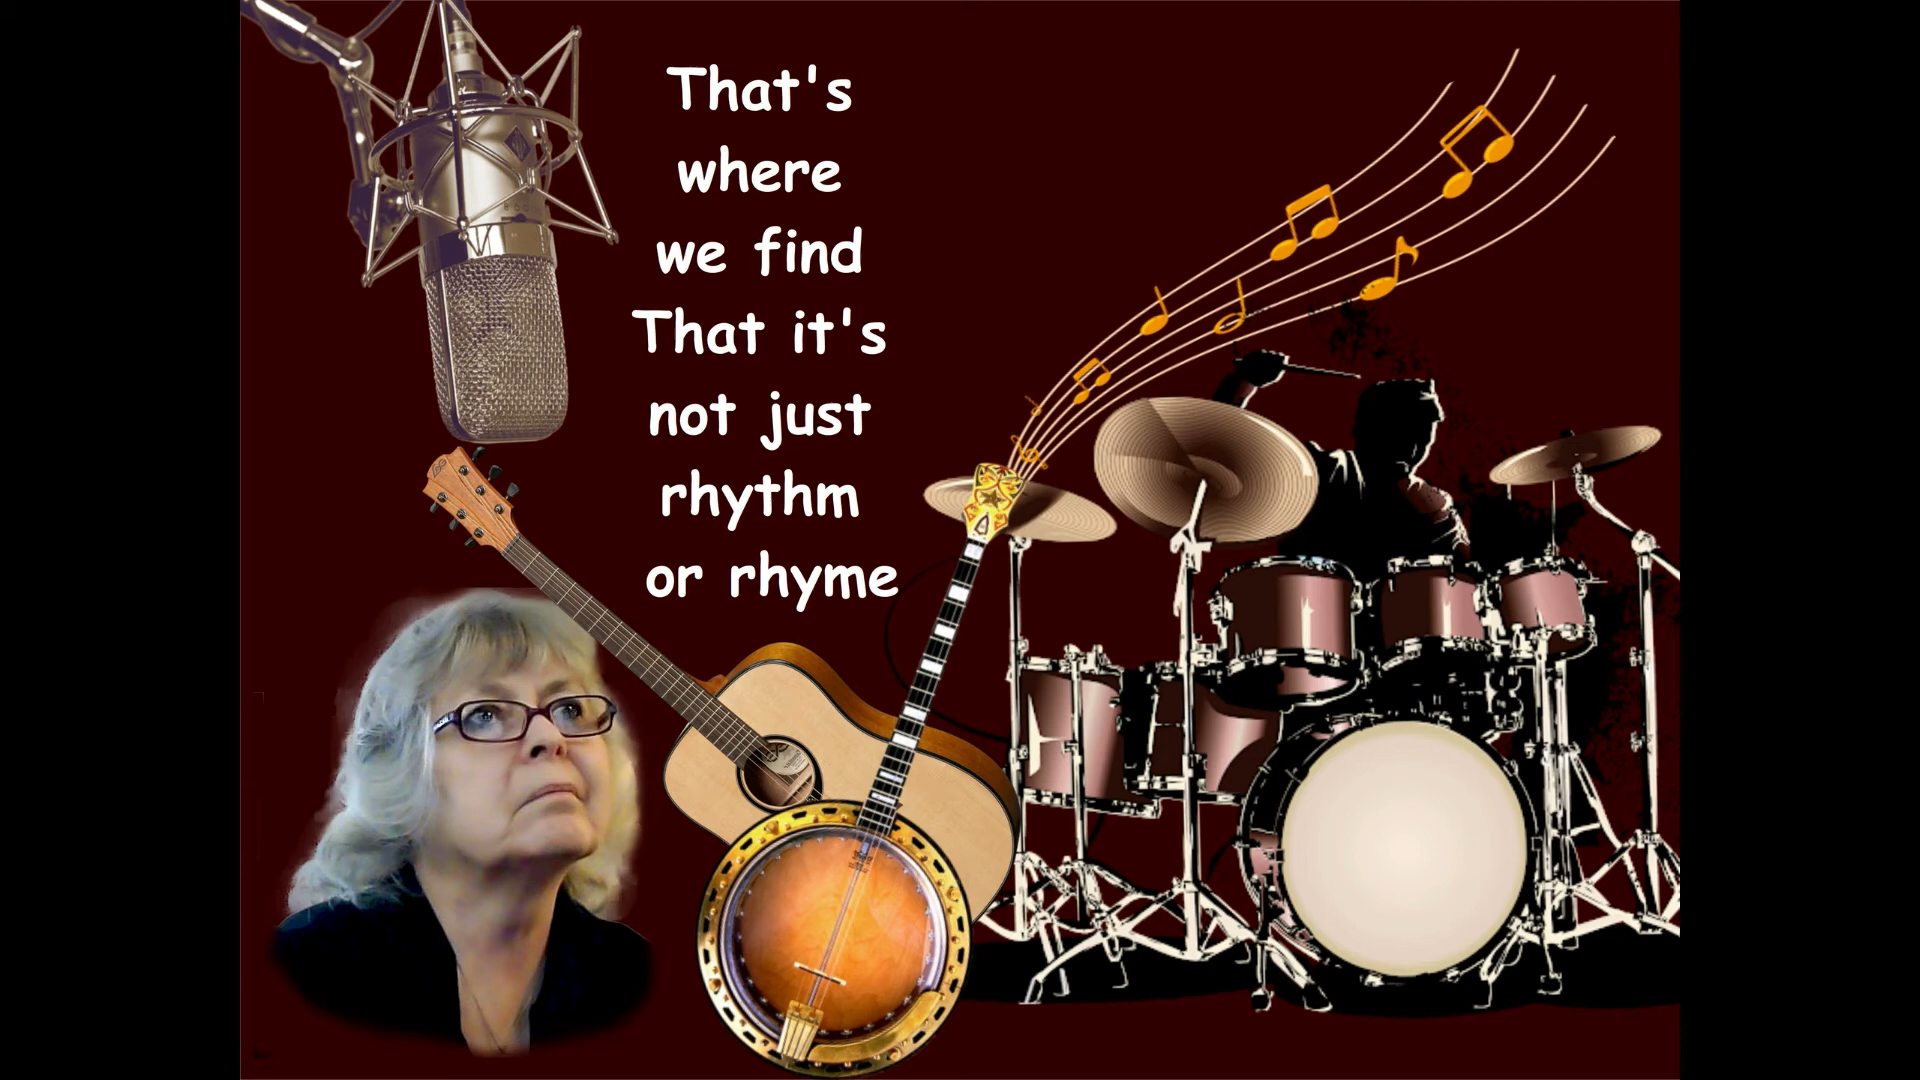 That's
where
we find
That it's
not just
rhythm
or rhyme